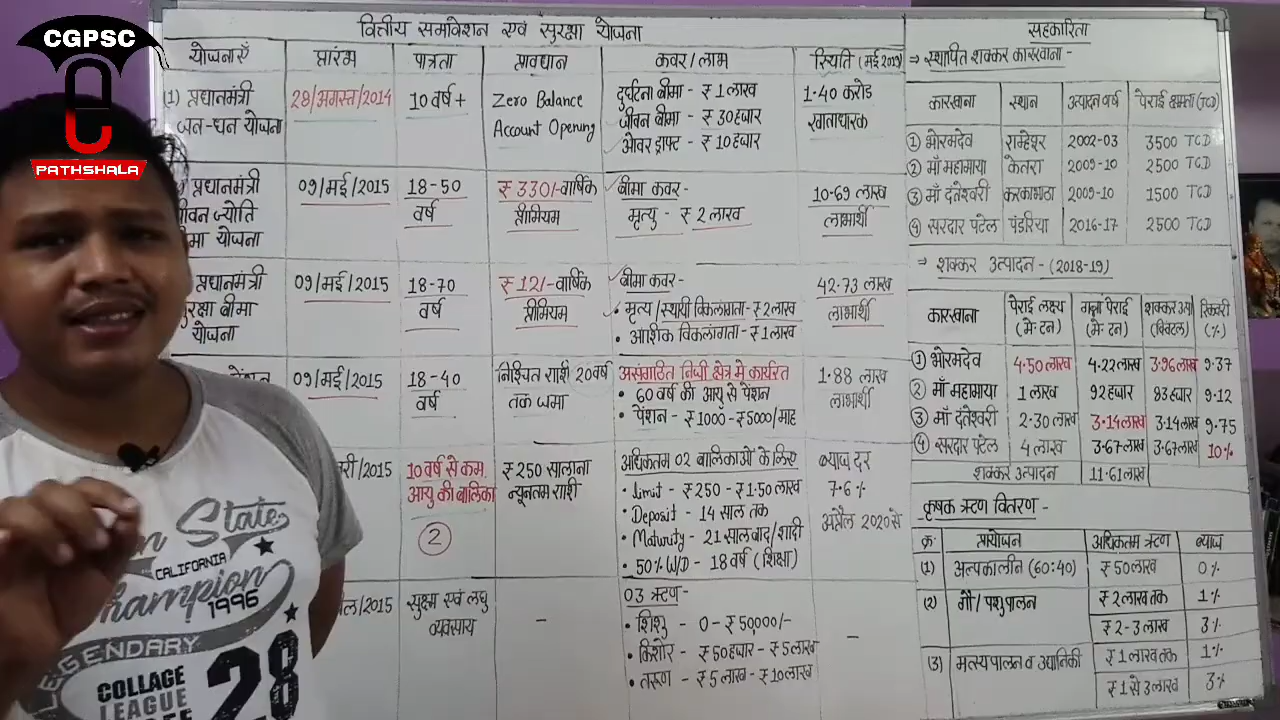 CGPSC
PATHSHALA
वित्तीय समावेशन एवं सुरक्षा योजना
योजनाएँ प्रारंभ पात्रता प्रावधान कवर/लाभ स्थिति (मई 2019)
(1) प्रधानमंत्री जन-धन योजना
28/अगस्त/2014
10 वर्ष +
Zero Balance
Account Opening
दुर्घटना बीमा - ₹ 1 लाख
जीवन बीमा - ₹ 30 हजार
ओवर ड्राफ्ट - ₹ 10 हजार
1.40 करोड़
खाताधारक
प्रधानमंत्री
जीवन ज्योति
बीमा योजना
09/मई/2015
18-50
वर्ष
₹ 330/-वार्षिक
प्रीमियम
बीमा कवर-
मृत्यु - ₹ 2 लाख
10-69 लाख
लाभार्थी
प्रधानमंत्री
सुरक्षा बीमा
योजना
09/मई/2015
18-70
वर्ष
₹ 12/-वार्षिक
प्रीमियम
बीमा कवर-
• मृत्यु/स्थायी विकलांगता- ₹ 2 लाख
• आंशिक विकलांगता - ₹ 1 लाख
42.73 लाख
लाभार्थी
पेंशन
09/मई/2015
18-40
वर्ष
निश्चित राशी 20 वर्ष
तक जमा
असंगठित निजी क्षेत्र मे कार्यरत
• 60 वर्ष की आयु से पेंशन
• पेंशन - ₹ 1000 - ₹ 5000/माह
1.88 लाख
लाभार्थी
री/2015
10 वर्ष से कम
आयु की बालिका
2
₹ 250 सालाना
न्यूनतम राशी
अधिकतम 02 बालिकाओं के लिए
• limit - ₹ 250 - ₹ 1.50 लाख
• Deposit - 14 साल तक
• Maturity - 21 साल बाद/शादी
• 50% W/D - 18 वर्ष (शिक्षा)
ब्याज दर
7.6 %
अप्रैल 2020 से
ल/2015
सुक्ष्म एवं लघु
व्यवसाय
-
03 ऋण-
• शिशु - 0 - ₹ 50,000/-
• किशोर - ₹ 50 हजार - ₹ 5 लाख
• तरुण - ₹ 5 लाख - ₹ 10 लाख
-
सहकारिता
→ स्थापित शक्कर कारखाना -
कारखाना स्थान उत्पादन वर्ष पेराई क्षमता (TCD)
① भोरमदेव राम्हेपुर 2002-03 3500 TCD
② माँ महामाया केरता 2009-10 2500 TCD
③ माँ दंतेश्वरी करकाभाठा 2009-10 1500 TCD
④ सरदार पटेल पंडरिया 2016-17 2500 TCD
→ शक्कर उत्पादन - (2018-19)
कारखाना पेराई लक्ष्य (मे. टन) गन्ना पेराई (मे. टन) शक्कर उत्पा (क्विंटल) रिकवरी (%)
① भोरमदेव 4.50 लाख 4.22 लाख 3.96 लाख 9.37
② माँ महामाया 1 लाख 92 हजार 83 हजार 9.12
③ माँ दंतेश्वरी 2.30 लाख 3.14 लाख 3.14 लाख 9.75
④ सरदार पटेल 4 लाख 3.67 लाख 3.67 लाख 10%
शक्कर उत्पादन 11.61 लाख
कृषक ऋण वितरण -
क्र प्रायोजन अधिकतम ऋण ब्याज
(1) अल्पकालीन (60:40) ₹ 50 लाख 0 %
(2) गौ/पशुपालन ₹ 2 लाख तक 1 %
₹ 2-3 लाख 3 %
(3) मत्स्यपालन व उद्यानिकी ₹ 1 लाख तक 1 %
₹ 1 से 3 लाख 3 %
State
CALIFORNIA
Champion
1996
LEGENDARY
COLLAGE
LEAGUE
28